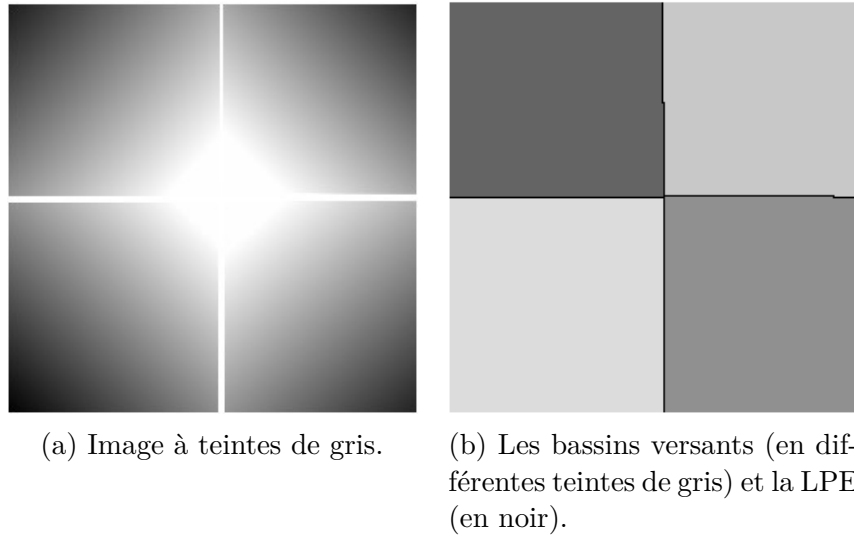 (a) Image à teintes de gris.
(b) Les bassins versants (en dif-
férentes teintes de gris) et la LPE
(en noir).